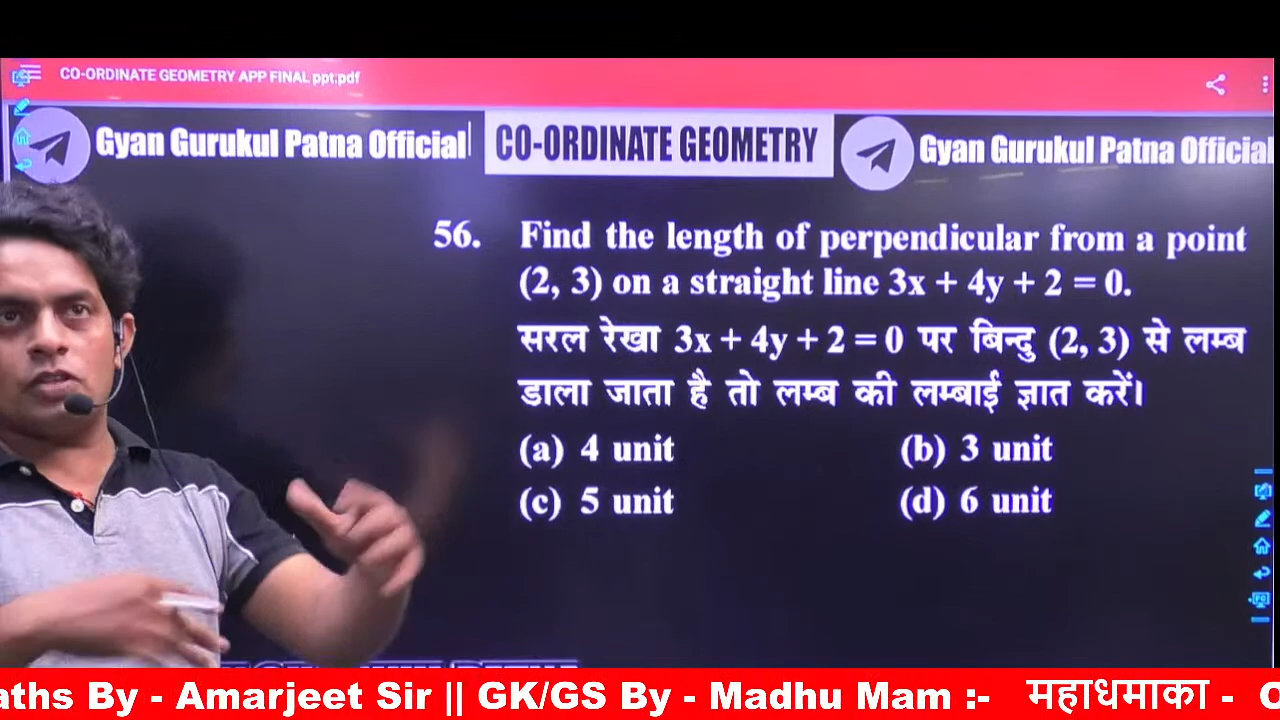 CO-ORDINATE GEOMETRY APP FINAL ppt.pdf
Gyan Gurukul Patna Official
CO-ORDINATE GEOMETRY
Gyan Gurukul Patna Official
56. Find the length of perpendicular from a point
(2, 3) on a straight line 3x + 4y + 2 = 0.
सरल रेखा 3x + 4y + 2 = 0 पर बिन्दु (2, 3) से लम्ब
डाला जाता है तो लम्ब की लम्बाई ज्ञात करें।
(a) 4 unit (b) 3 unit
(c) 5 unit (d) 6 unit
aths By - Amarjeet Sir || GK/GS By - Madhu Mam :- महाधमाका -